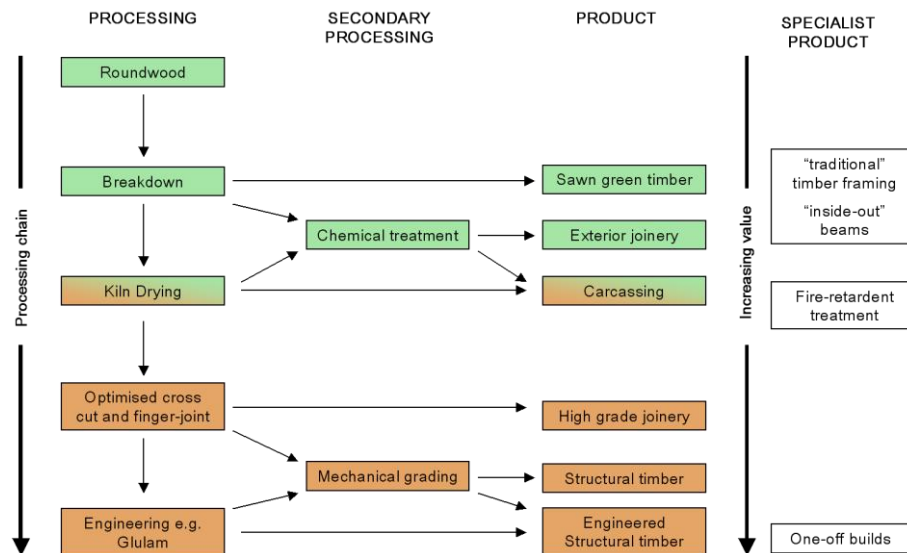 PROCESSING
SECONDARY
PROCESSING
PRODUCT
SPECIALIST
PRODUCT
Roundwood
Breakdown
Sawn green timber
"traditional"
timber framing
"inside-out"
beams
Chemical treatment
Exterior joinery
Processing chain
Increasing value
Kiln Drying
Carcassing
Fire-retardent
treatment
Optimised cross
cut and finger-joint
High grade joinery
Mechanical grading
Structural timber
Engineering e.g.
Glulam
Engineered
Structural timber
One-off builds